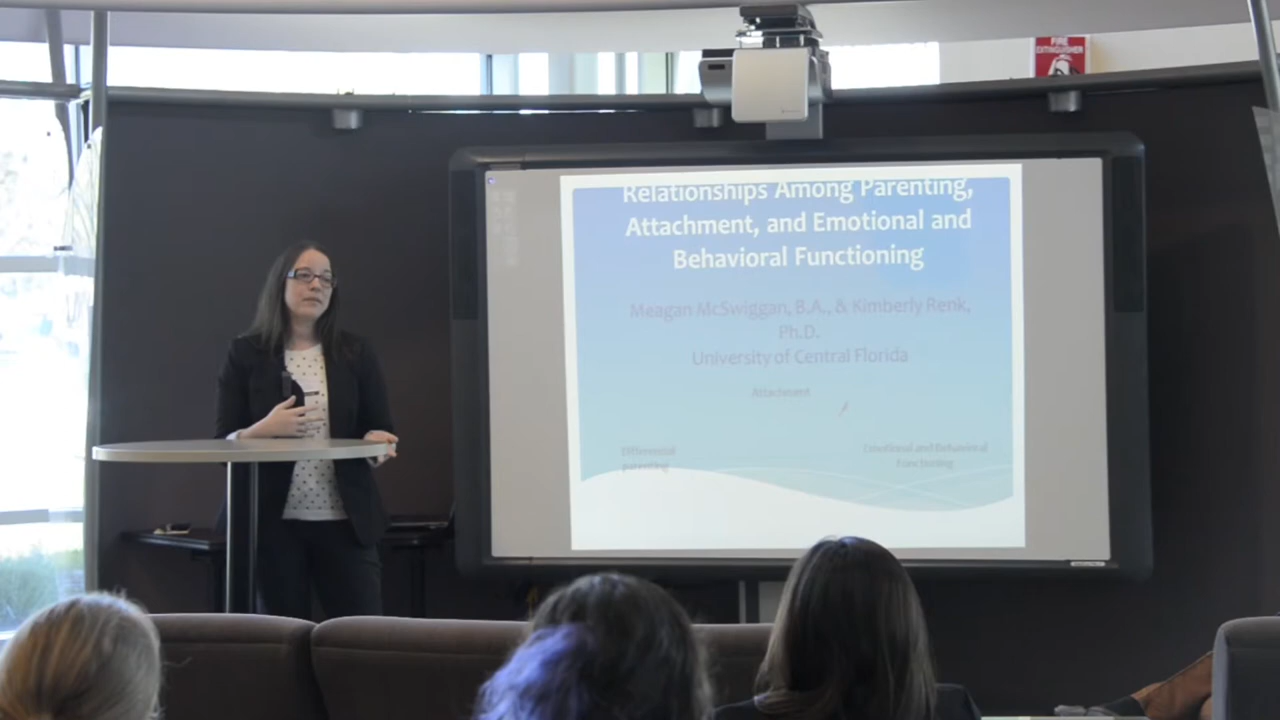 FIRE
EXTINGUISHER
Relationships Among Parenting,
Attachment, and Emotional and
Behavioral Functioning
Meagan McSwiggan, B.A., & Kimberly Renk,
Ph.D.
University of Central Florida
Attachment
Differential
parenting
Emotional and Behavioral
Functioning